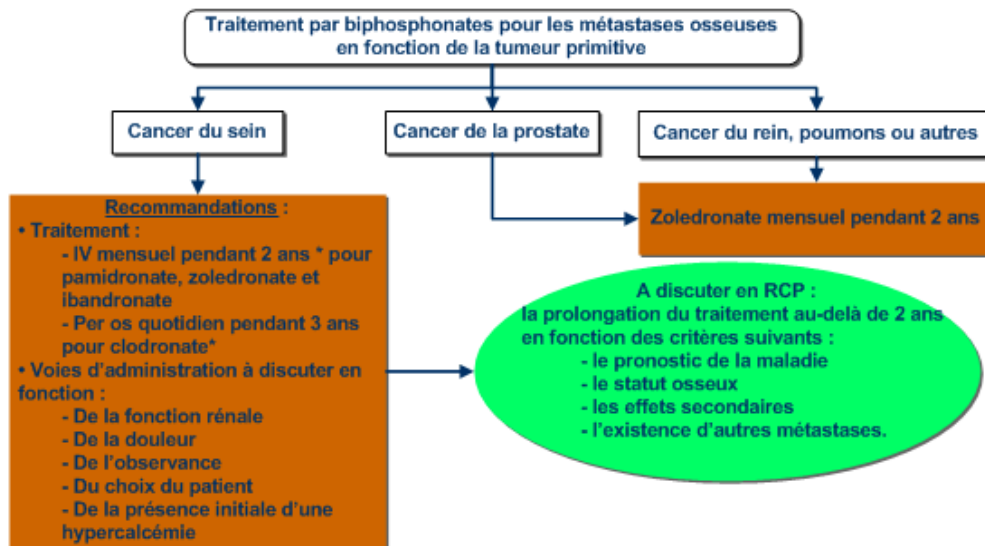 Traitement par biphosphonates pour les métastases osseuses
en fonction de la tumeur primitive
Cancer du sein
Cancer de la prostate
Cancer du rein, poumons ou autres
Recommandations :
• Traitement :
- IV mensuel pendant 2 ans * pour
pamidronate, zoledronate et
ibandronate
- Per os quotidien pendant 3 ans
pour clodronate*
• Voies d'administration à discuter en
fonction :
- De la fonction rénale
- De la douleur
- De l'observance
- Du choix du patient
- De la présence initiale d'une
hypercalcémie
Zoledronate mensuel pendant 2 ans
A discuter en RCP :
la prolongation du traitement au-delà de 2 ans
en fonction des critères suivants :
- le pronostic de la maladie
- le statut osseux
- les effets secondaires
- l'existence d'autres métastases.